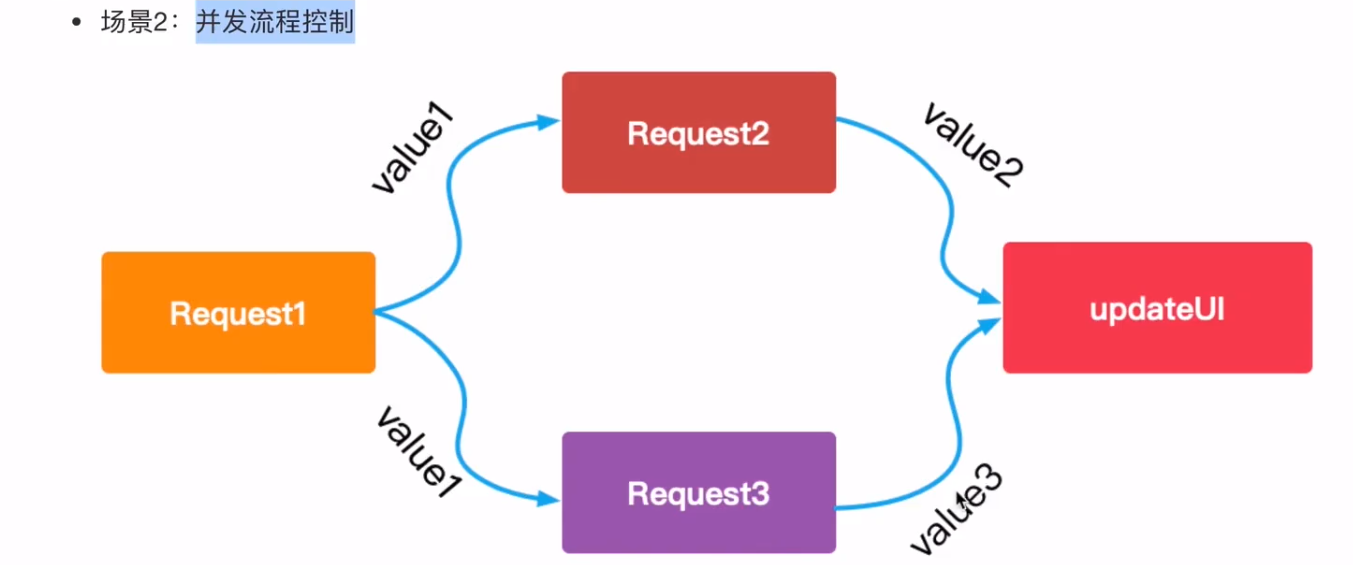 场景2：并发流程控制
value1
Request2
value2
Request1
updateUI
value1
Request3
value3